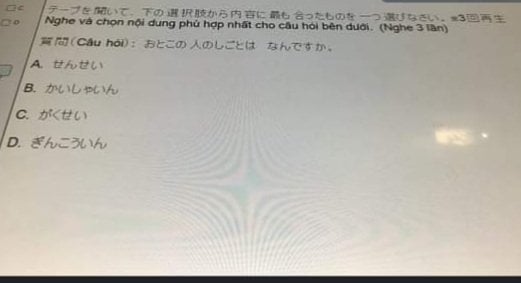 C
テープを聞いて、下の選択肢から内容に最も合ったものを一つ選びなさい。※3回再生
D
Nghe và chọn nội dung phù hợp nhất cho câu hỏi bên dưới. (Nghe 3 lần)
質問(Câu hỏi): おとこの人のしごとは なんですか。
A. せんせい
B. かいしゃいん
C. がくせい
D. ぎんこういん